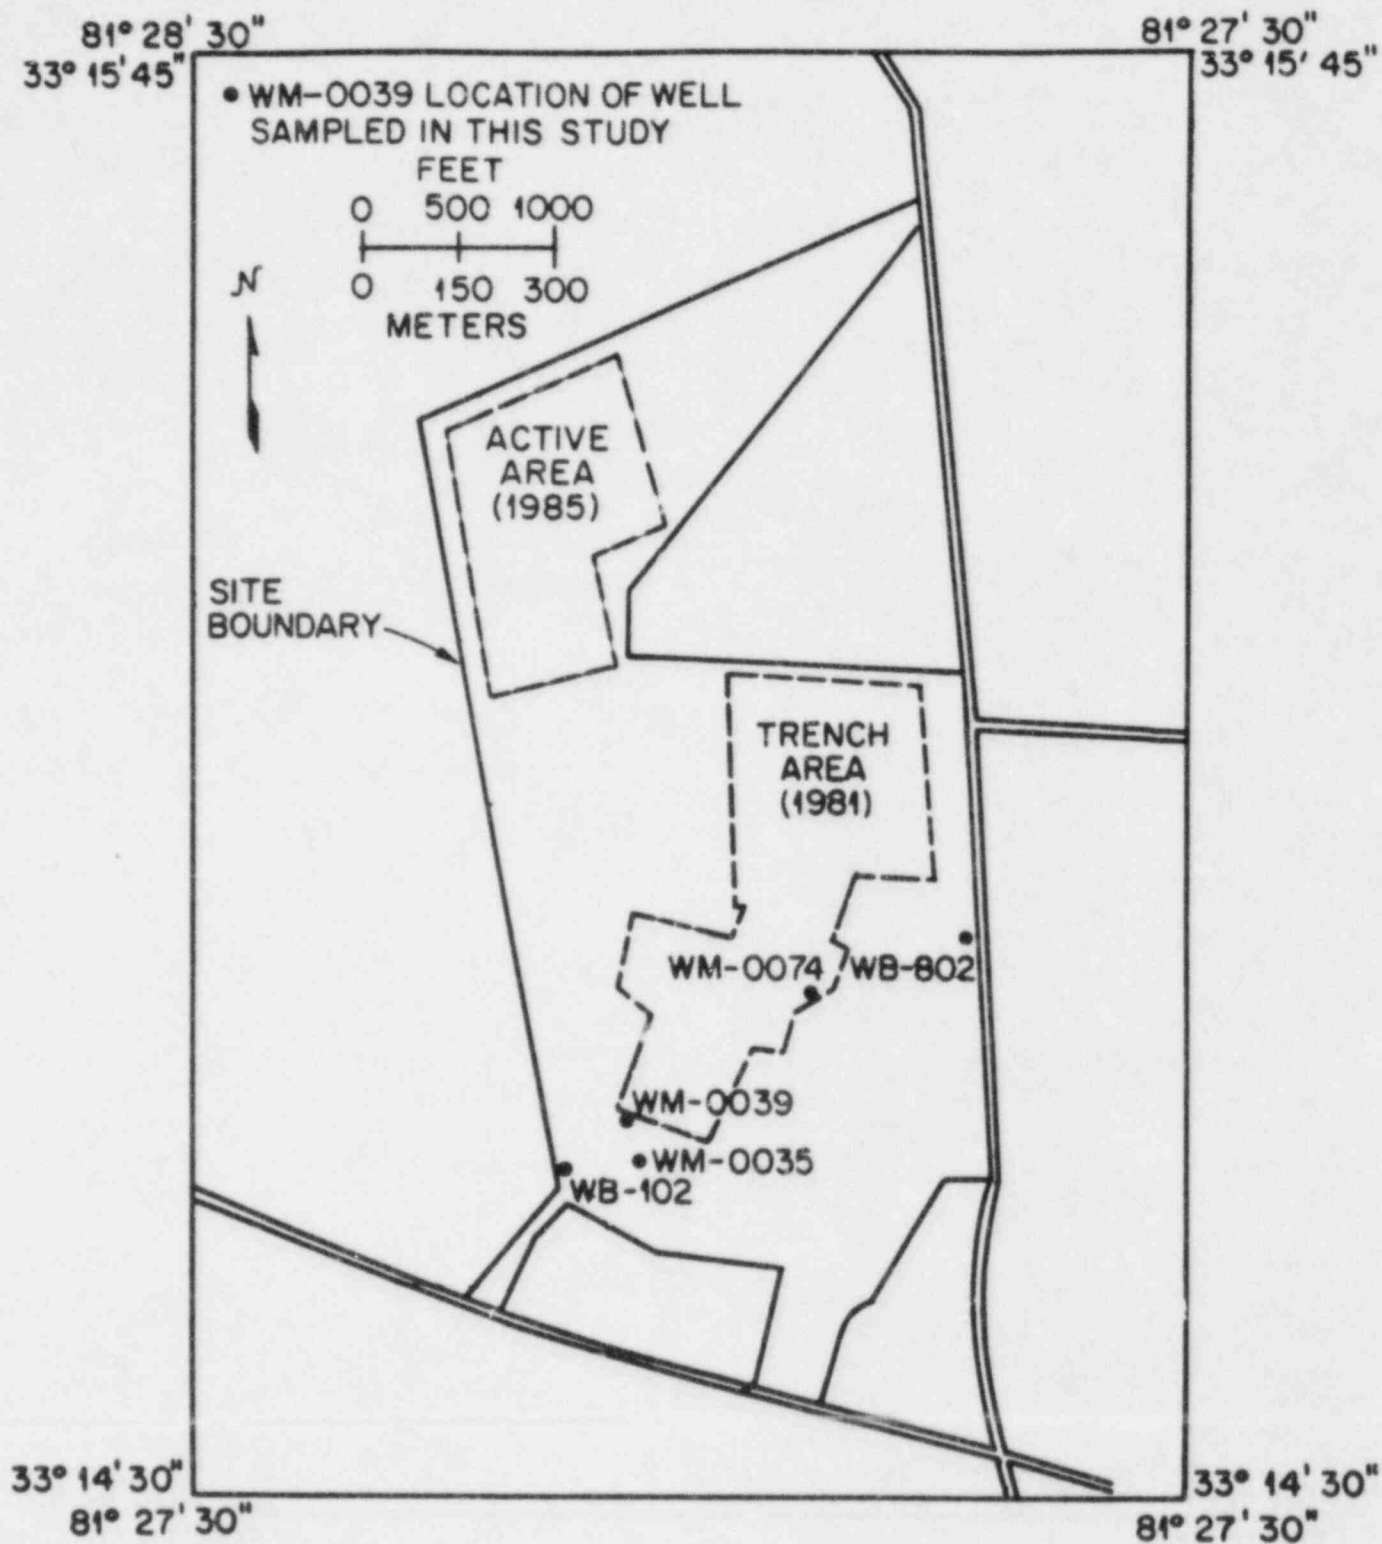 81° 28' 30"
33° 15' 45"
81° 27' 30"
33° 15' 45"
• WM-0039 LOCATION OF WELL
SAMPLED IN THIS STUDY
FEET
0 500 1000
0 150 300
METERS
N
ACTIVE
AREA
(1985)
SITE
BOUNDARY
TRENCH
AREA
(1981)
WM-0074 WB-802
WM-0039
WM-0035
WB-102
33° 14' 30"
81° 27' 30"
33° 14' 30"
81° 27' 30"